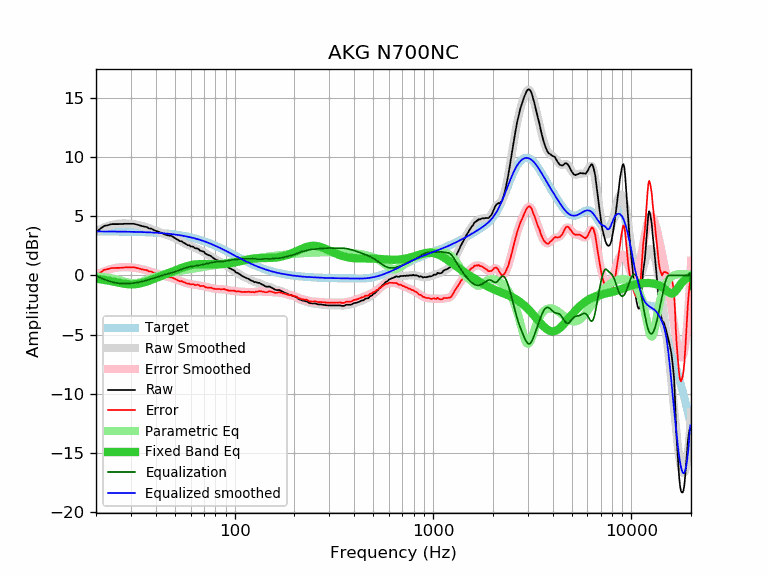 AKG N700NC
Amplitude (dBr)
15
10
5
0
−5
−10
−15
−20
Target
Raw Smoothed
Error Smoothed
Raw
Error
Parametric Eq
Fixed Band Eq
Equalization
Equalized smoothed
100
1000
10000
Frequency (Hz)